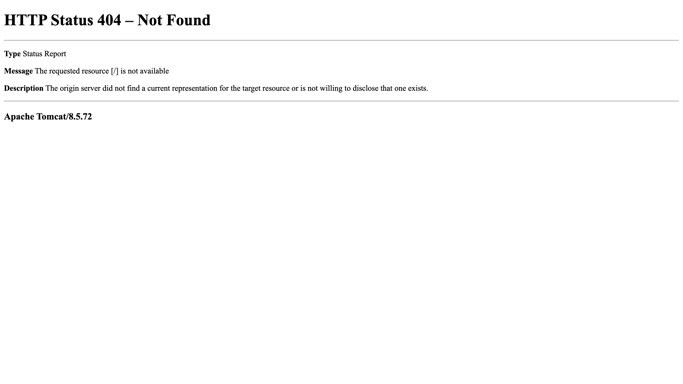 HTTP Status 404 – Not Found
Type Status Report
Message The requested resource [/] is not available
Description The origin server did not find a current representation for the target resource or is not willing to disclose that one exists.
Apache Tomcat/8.5.72